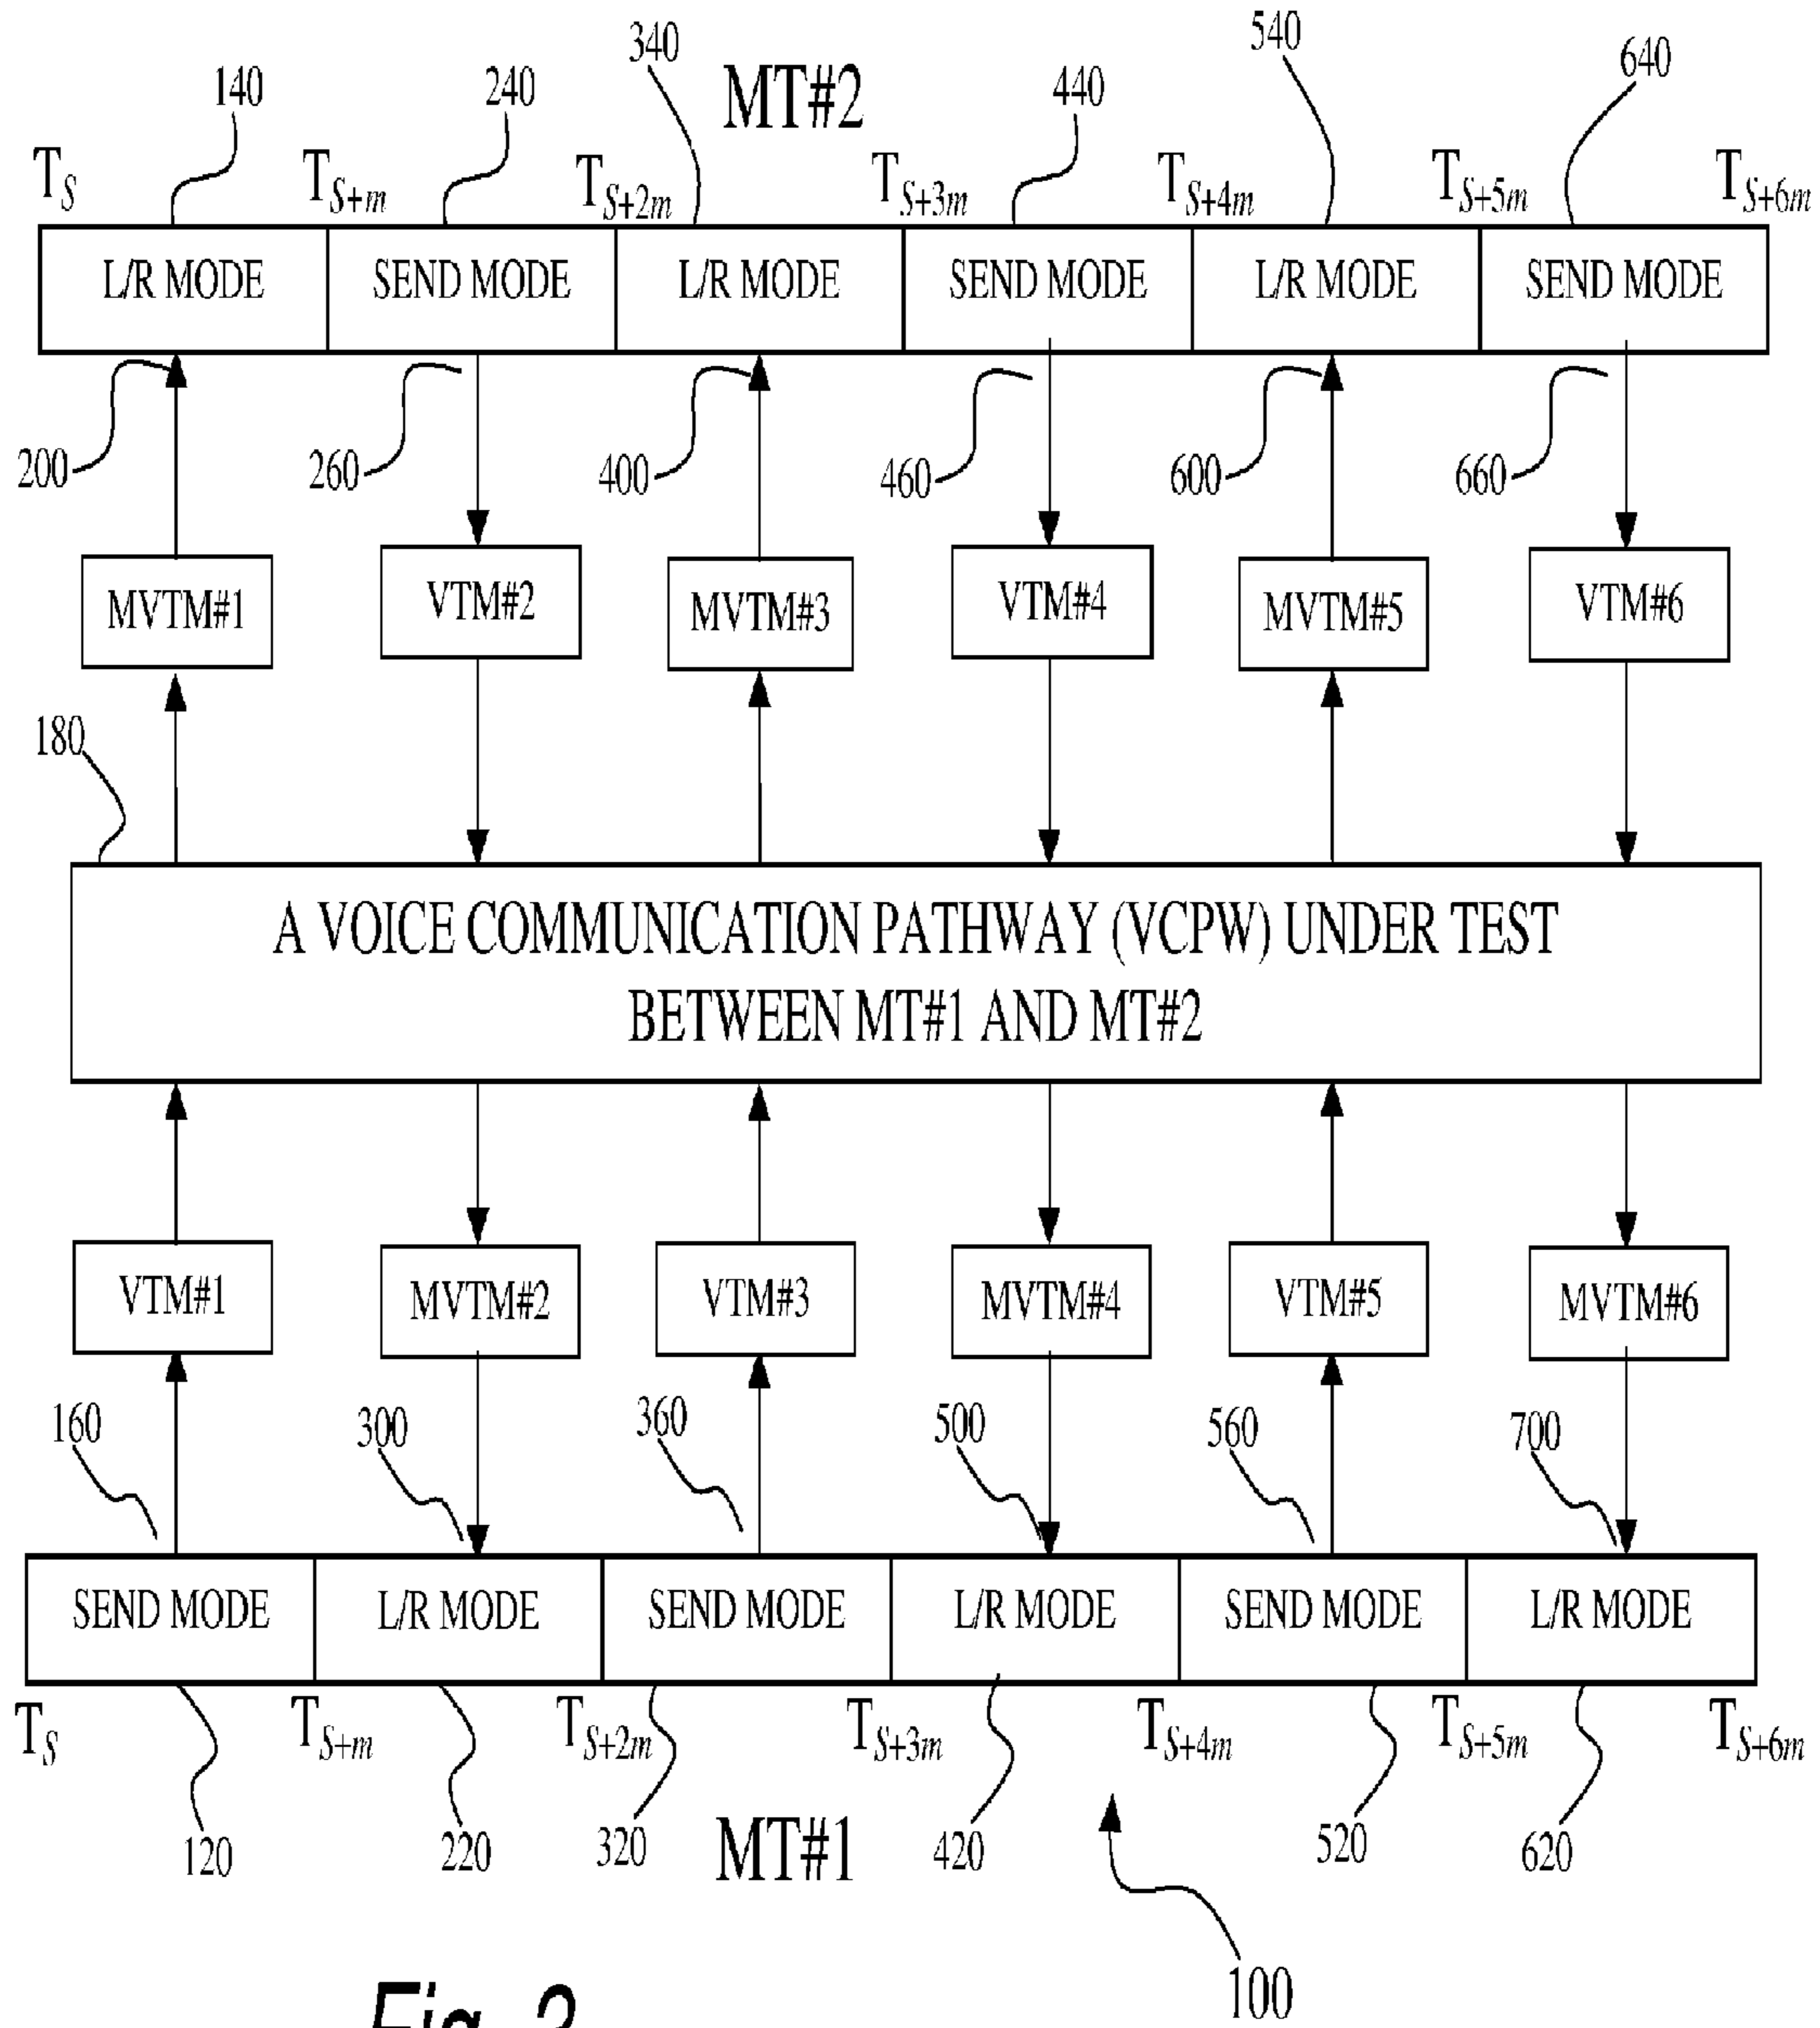 340
540
640
140
240
MT#2
440
T_S
T_S+m
T_S+2m
T_S+3m
T_S+4m
T_S+5m
T_S+6m
L/R MODE
SEND MODE
L/R MODE
SEND MODE
L/R MODE
SEND MODE
200
260
400
460
600
660
MVTM#1
VTM#2
MVTM#3
VTM#4
MVTM#5
VTM#6
180
A VOICE COMMUNICATION PATHWAY (VCPW) UNDER TEST
BETWEEN MT#1 AND MT#2
VTM#1
MVTM#2
VTM#3
MVTM#4
VTM#5
MVTM#6
160
300
360
500
560
700
SEND MODE
L/R MODE
SEND MODE
L/R MODE
SEND MODE
L/R MODE
T_S
T_S+m
T_S+2m
T_S+3m
T_S+4m
T_S+5m
T_S+6m
120
220
320
MT#1
420
520
620
100
Fig. 2